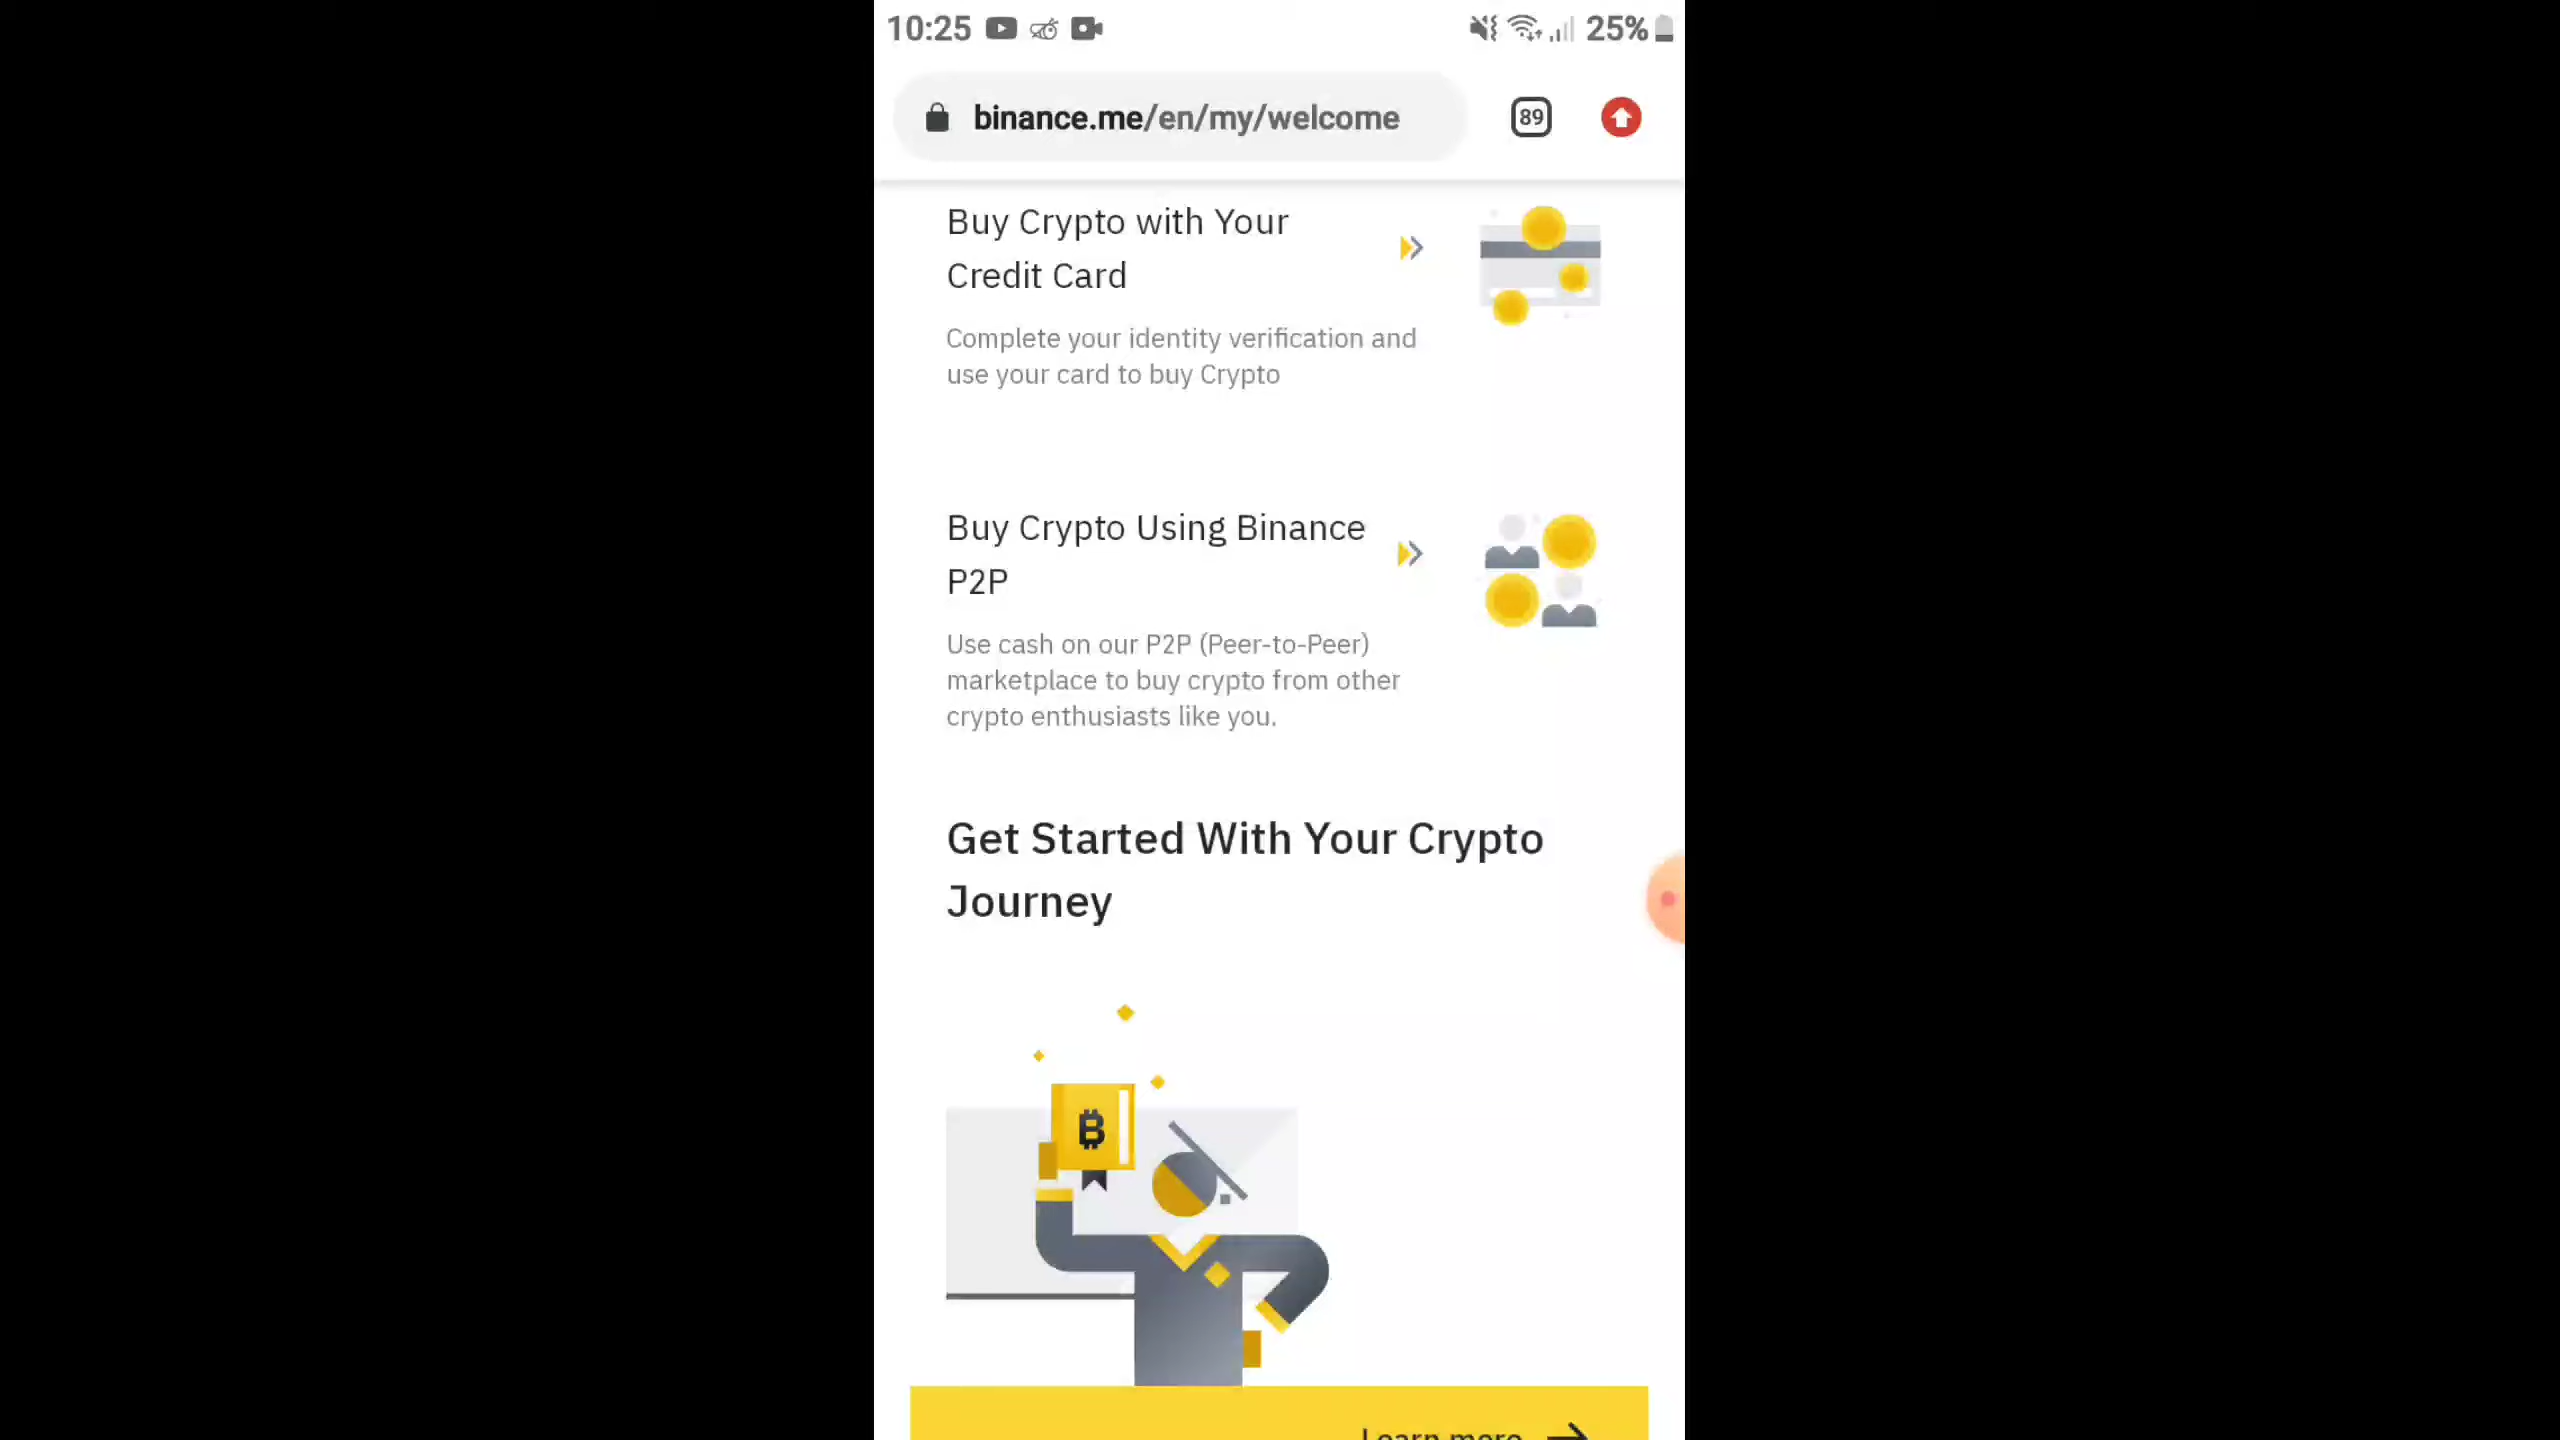 10:25
25%
binance.me/en/my/welcome
89
Buy Crypto with Your
Credit Card
Complete your identity verification and
use your card to buy Crypto
Buy Crypto Using Binance
P2P
Use cash on our P2P (Peer-to-Peer)
marketplace to buy crypto from other
crypto enthusiasts like you.
Get Started With Your Crypto
Journey
Learn more